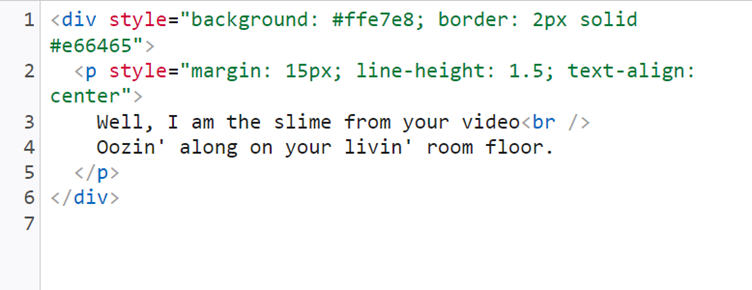 1 <div style="background: #ffe7e8; border: 2px solid
#e66465">
2 <p style="margin: 15px; line-height: 1.5; text-align:
center">
3 Well, I am the slime from your video<br />
4 Oozin' along on your livin' room floor.
5 </p>
6 </div>
7